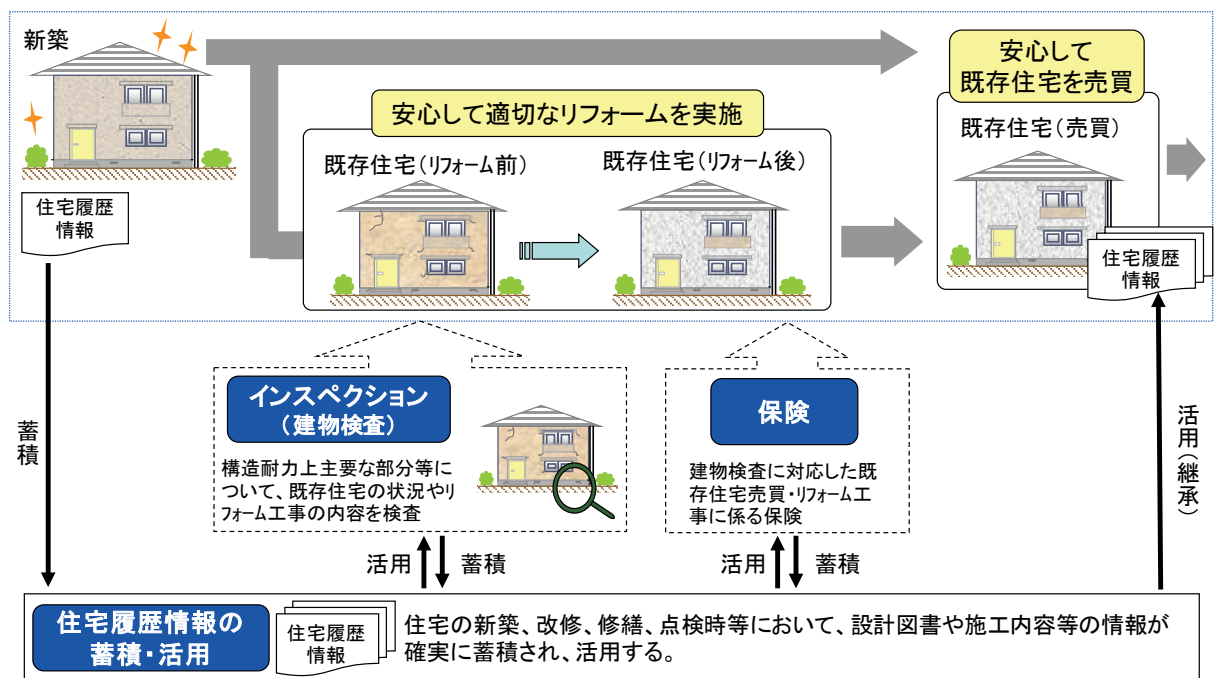 新築
安心して
既存住宅を売買
安心して適切なリフォームを実施
既存住宅(リフォーム前)
既存住宅(リフォーム後)
既存住宅(売買)
住宅履歴
情報
住宅履歴
情報
インスペクション
(建物検査)
構造耐力上主要な部分等に
ついて、既存住宅の状況やリ
フォーム工事の内容を検査
保険
建物検査に対応した既
存住宅売買・リフォーム工
事に係る保険
蓄積
活用
蓄積
活用
蓄積
活用(継承)
住宅履歴情報の
蓄積・活用
住宅履歴
情報
住宅の新築、改修、修繕、点検時等において、設計図書や施工内容等の情報が
確実に蓄積され、活用する。